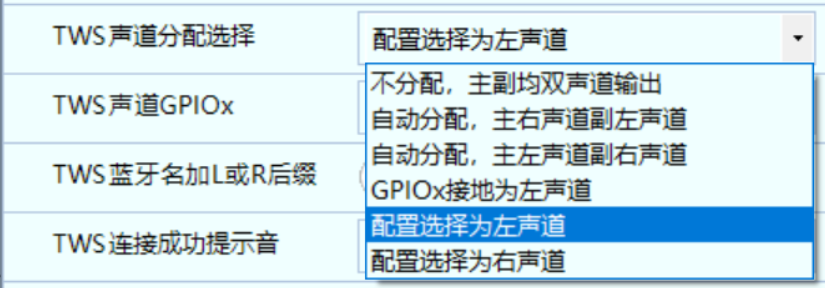 TWS声道分配选择
配置选择为左声道
不分配，主副均双声道输出
自动分配，主右声道副左声道
TWS声道GPIOx
自动分配，主左声道副右声道
TWS蓝牙名加L或R后缀
GPIOx接地为左声道
配置选择为左声道
TWS连接成功提示音
配置选择为右声道